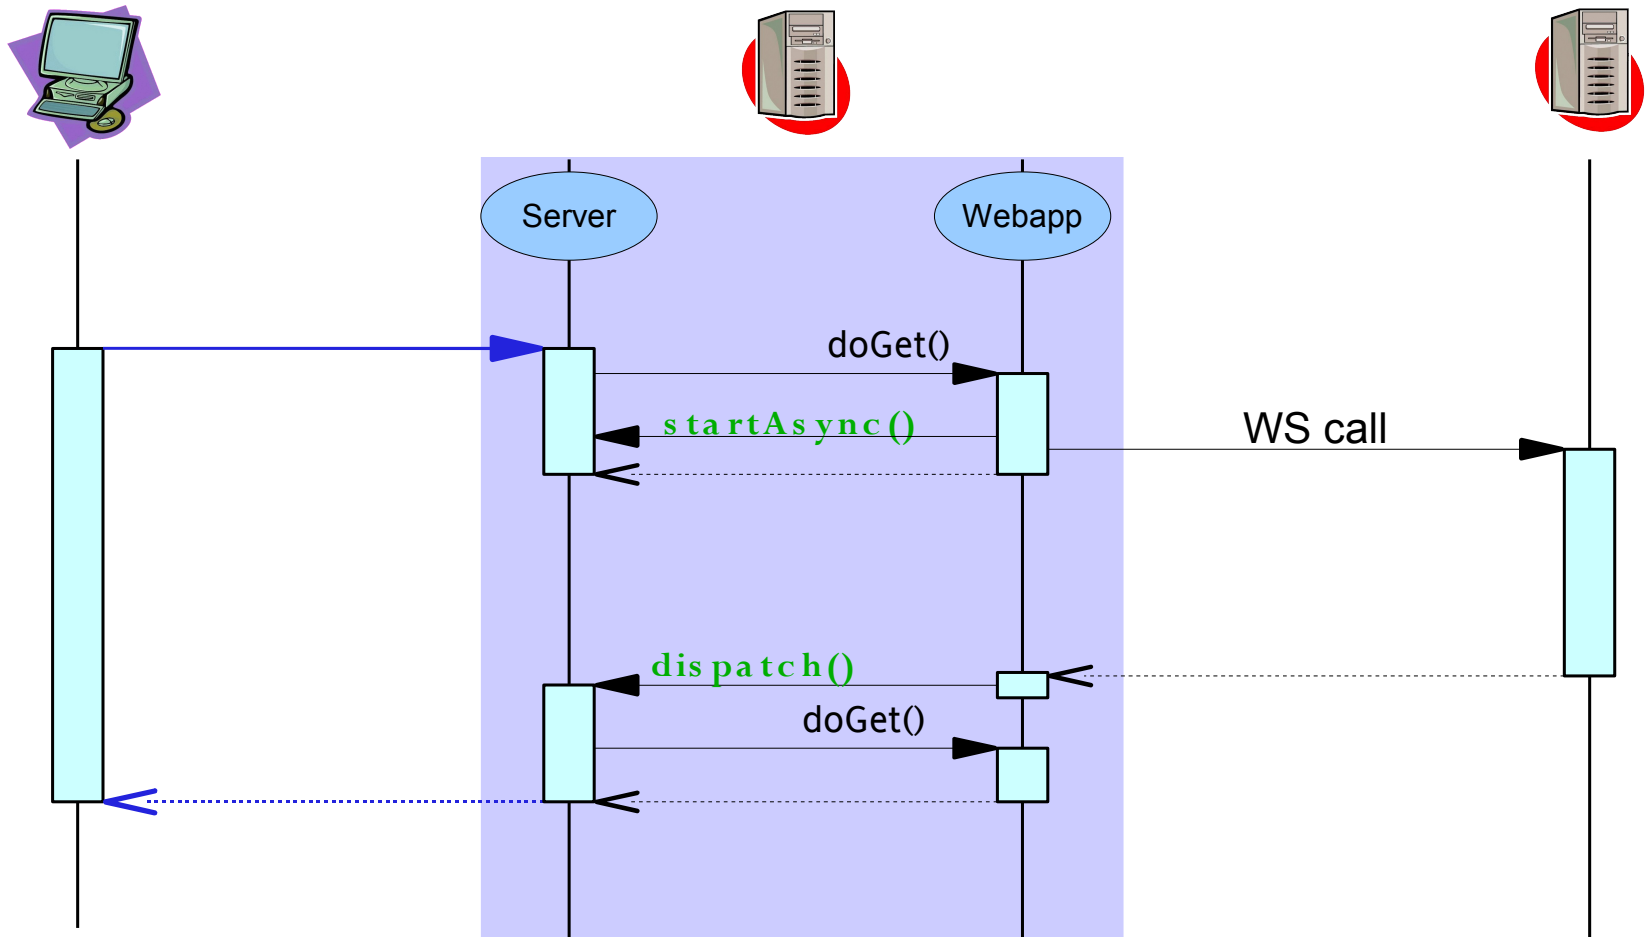 Server
Webapp
doGet()
startAsync()
WS call
dispatch()
doGet()